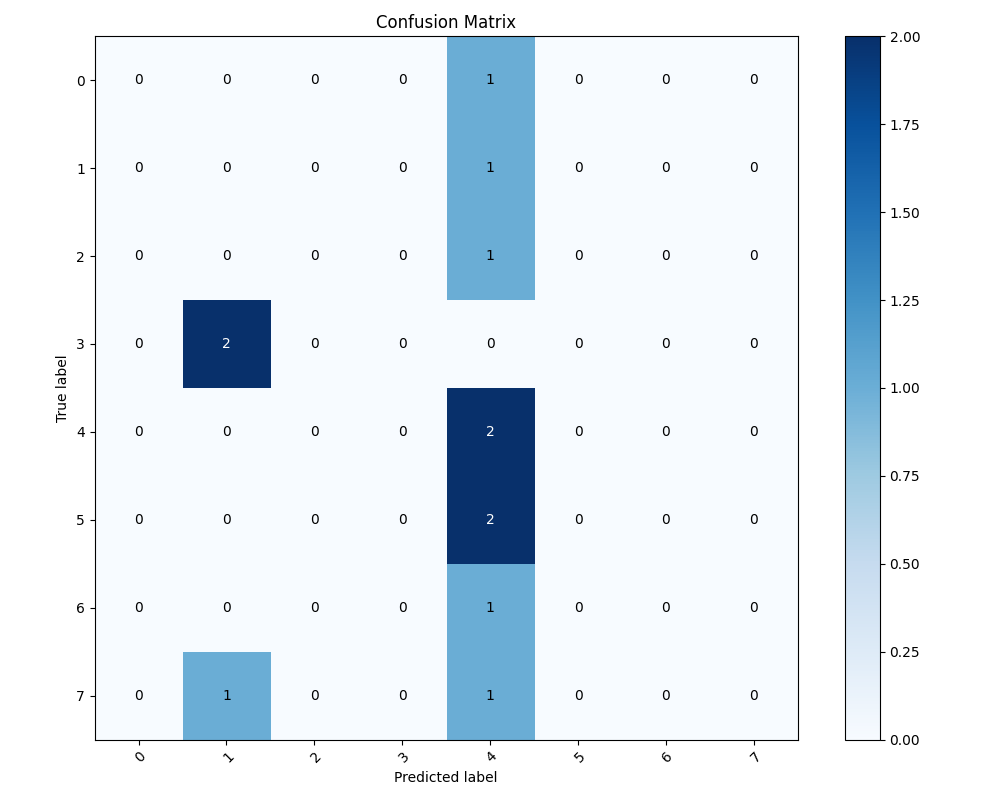 Confusion Matrix
0 0 0 0 0 1 0 0 0
1 0 0 0 0 1 0 0 0
2 0 0 0 0 1 0 0 0
3 0 2 0 0 0 0 0 0
4 0 0 0 0 2 0 0 0
5 0 0 0 0 2 0 0 0
6 0 0 0 0 1 0 0 0
7 0 1 0 0 1 0 0 0
0 1 2 3 4 5 6 7
True label
Predicted label
2.00
1.75
1.50
1.25
1.00
0.75
0.50
0.25
0.00